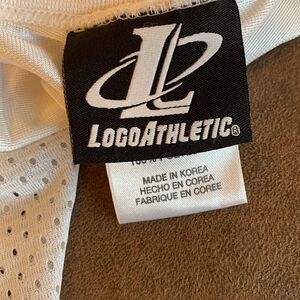 LOGOATHLETIC®
MADE IN KOREA
HECHO EN COREA
FABRIQUE EN COREE